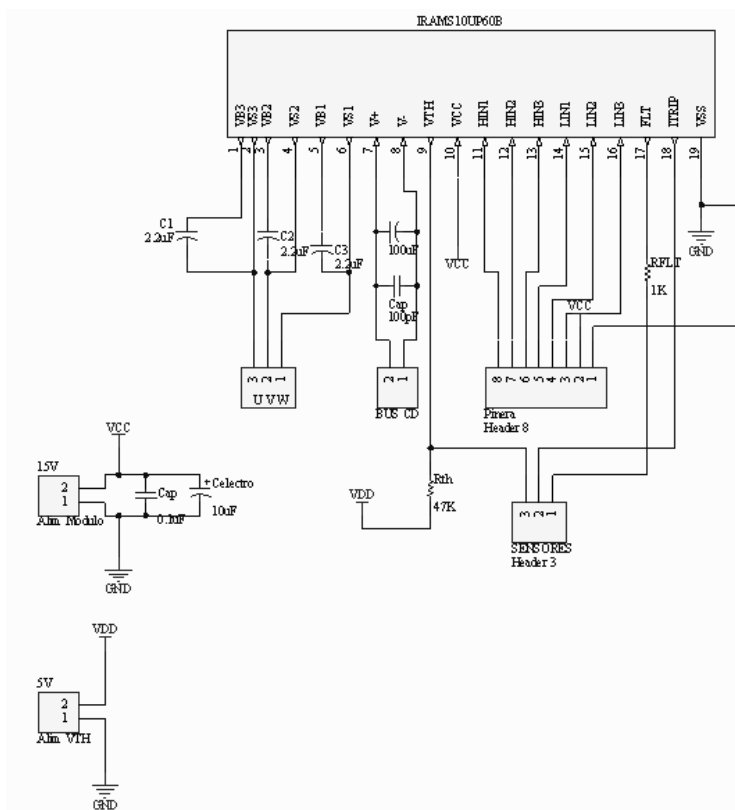 IRAMS10UP60B
VB3 VS3 VB2 VS2 VB1 VS1 V+ V- VTH VCC HIN1 HIN2 HIN3 LIN1 LIN2 LIN3 FLT ITRIP VSS
1 2 3 4 5 6 7 8 9 10 11 12 13 14 15 16 17 18 19
C1
2.2uF
C2
2.2uF
C3
2.2uF
100uF
Cap
100pF
VCC
GND
RFLT
1K
VCC
3 2 1
U V W
2 1
BUS CD
8 7 6 5 4 3 2 1
Pinera
Header 8
VCC
15V
2
1
Alim Modulo
Cap
0.1uF
+
Celectro
10uF
GND
Rth
47K
VDD
3 2 1
SENSORES
Header 3
VDD
5V
2
1
Alim VTH
GND